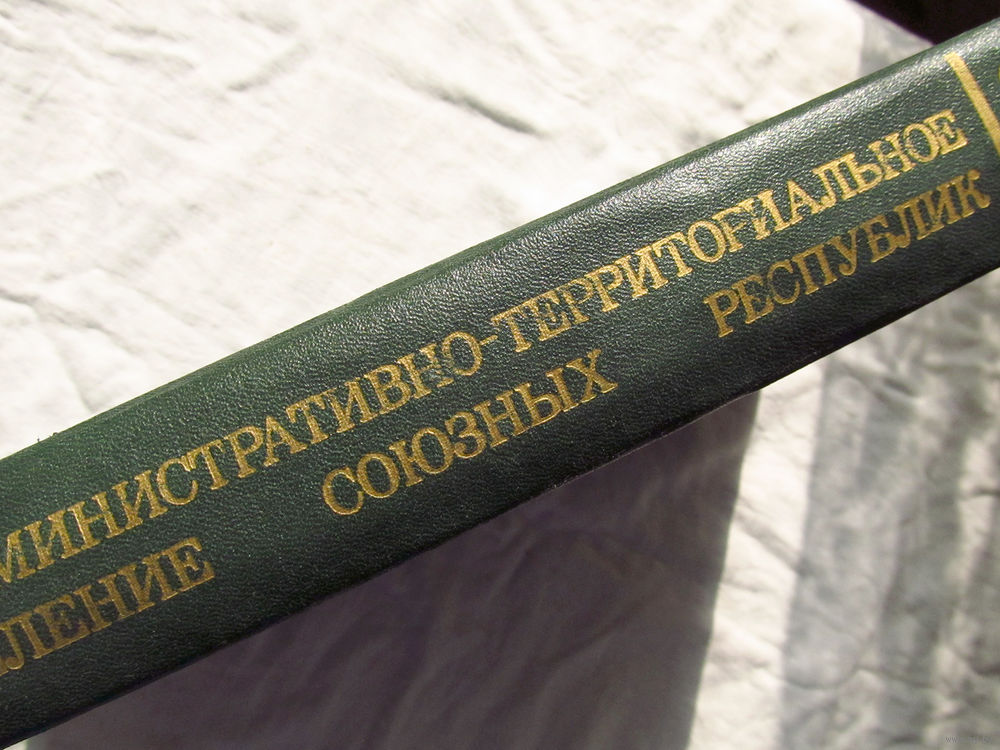 МИНИСТРАТИВНО-ТЕРРИТОРИАЛЬНОЕ
ЛЕНИЕ СОЮЗНЫХ РЕСПУБЛИК